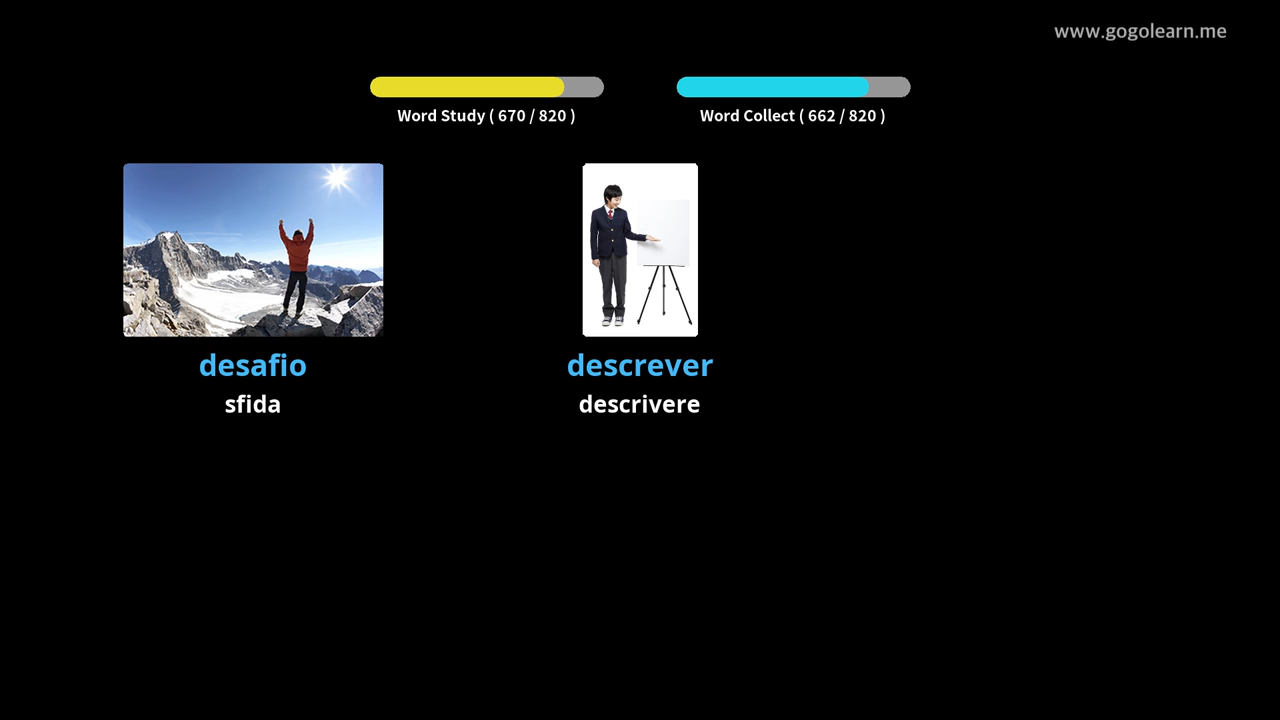 www.gogolearn.me
Word Study ( 670 / 820 )
Word Collect ( 662 / 820 )
desafio
sfida
descrever
descrivere